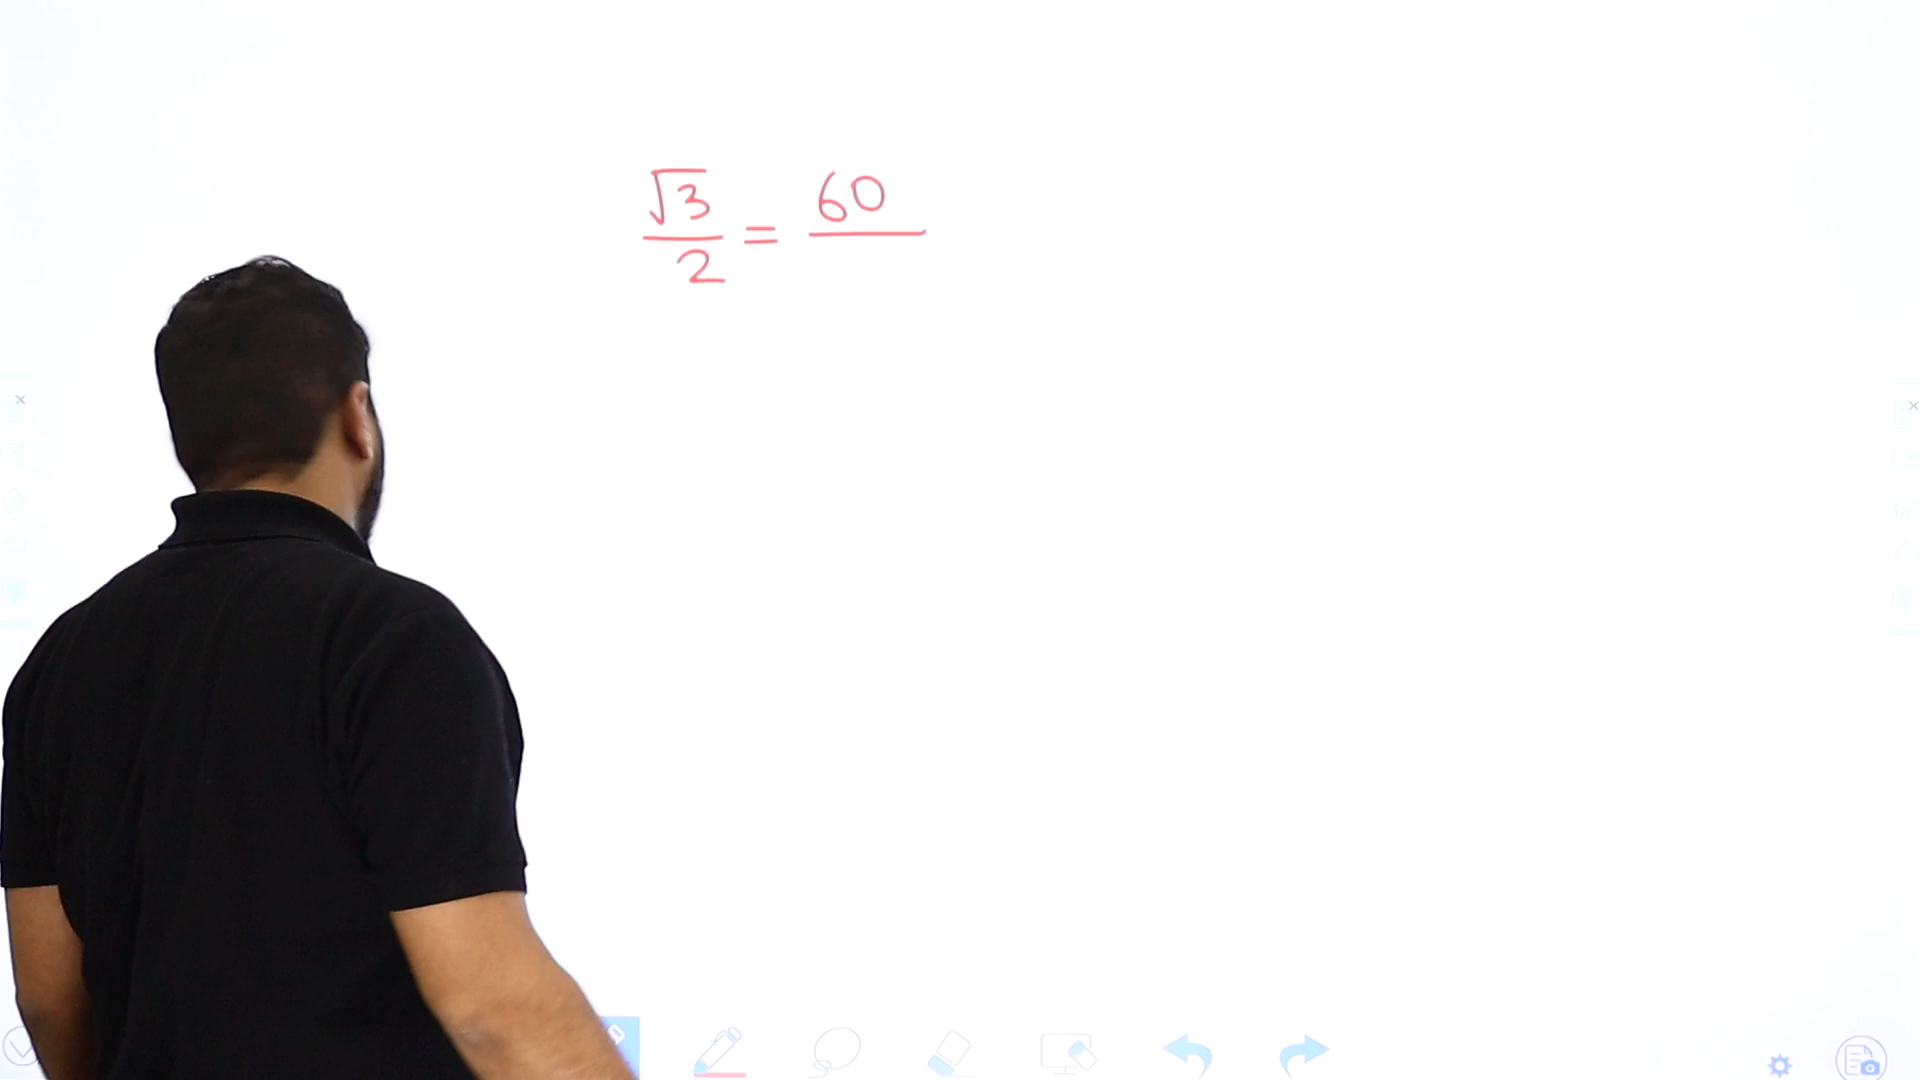 √3/2 = 60/